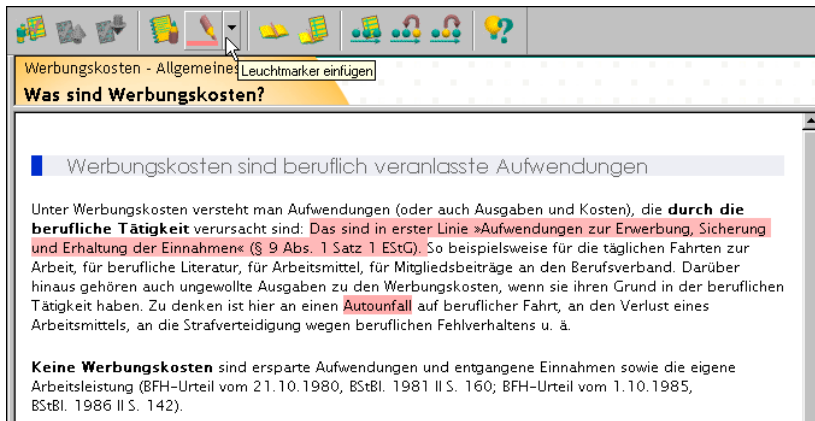 Werbungskosten - Allgemeines
Leuchtmarker einfügen
Was sind Werbungskosten?
Werbungskosten sind beruflich veranlasste Aufwendungen
Unter Werbungskosten versteht man Aufwendungen (oder auch Ausgaben und Kosten), die durch die
berufliche Tätigkeit verursacht sind: Das sind in erster Linie »Aufwendungen zur Erwerbung, Sicherung
und Erhaltung der Einnahmen« (§ 9 Abs. 1 Satz 1 EStG). So beispielsweise für die täglichen Fahrten zur
Arbeit, für berufliche Literatur, für Arbeitsmittel, für Mitgliedsbeiträge an den Berufsverband. Darüber
hinaus gehören auch ungewollte Ausgaben zu den Werbungskosten, wenn sie ihren Grund in der beruflichen
Tätigkeit haben. Zu denken ist hier an einen Autounfall auf beruflicher Fahrt, an den Verlust eines
Arbeitsmittels, an die Strafverteidigung wegen beruflichen Fehlverhaltens u. ä.
Keine Werbungskosten sind ersparte Aufwendungen und entgangene Einnahmen sowie die eigene
Arbeitsleistung (BFH-Urteil vom 21.10.1980, BStBl. 1981 II S. 160; BFH-Urteil vom 1.10.1985,
BStBl. 1986 II S. 142).